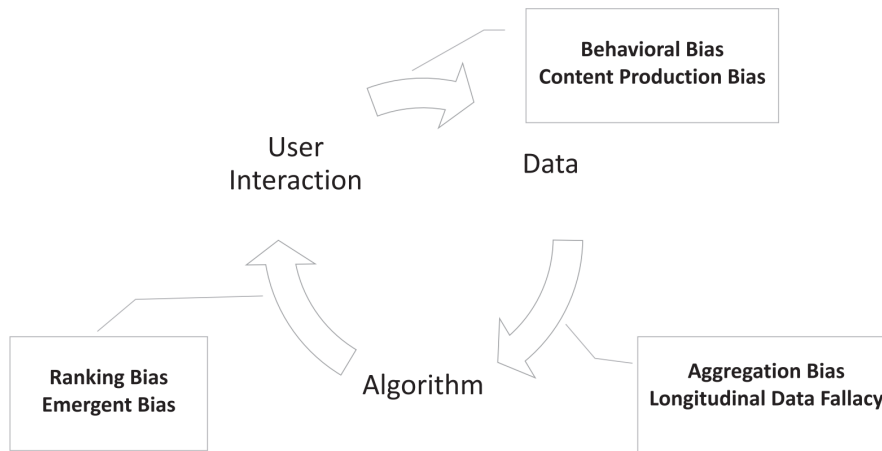 Behavioral Bias
Content Production Bias
User
Interaction
Data
Algorithm
Ranking Bias
Emergent Bias
Aggregation Bias
Longitudinal Data Fallacy